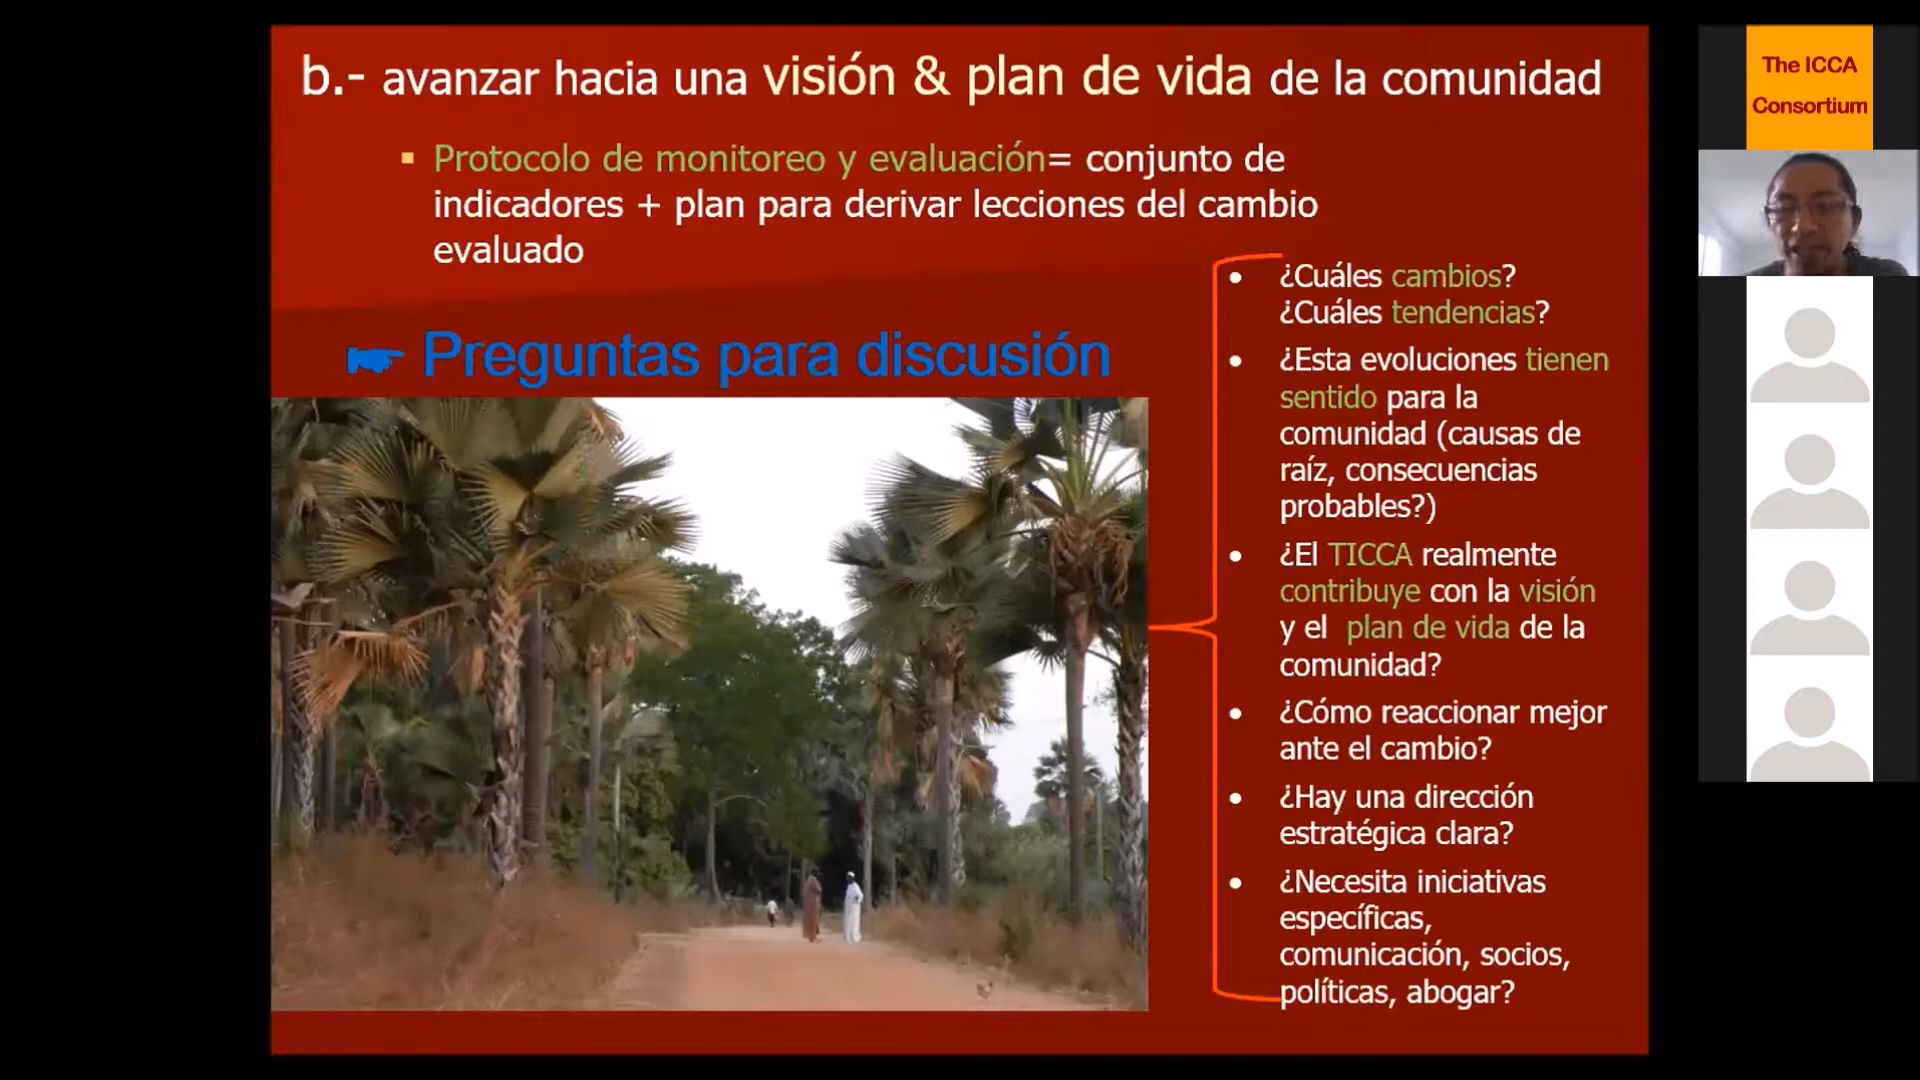 b.- avanzar hacia una visión & plan de vida de la comunidad
▪ Protocolo de monitoreo y evaluación= conjunto de
indicadores + plan para derivar lecciones del cambio
evaluado
☛ Preguntas para discusión
• ¿Cuáles cambios?
¿Cuáles tendencias?
• ¿Esta evoluciones tienen
sentido para la
comunidad (causas de
raíz, consecuencias
probables?)
• ¿El TICCA realmente
contribuye con la visión
y el plan de vida de la
comunidad?
• ¿Cómo reaccionar mejor
ante el cambio?
• ¿Hay una dirección
estratégica clara?
• ¿Necesita iniciativas
específicas,
comunicación, socios,
políticas, abogar?
The ICCA
Consortium